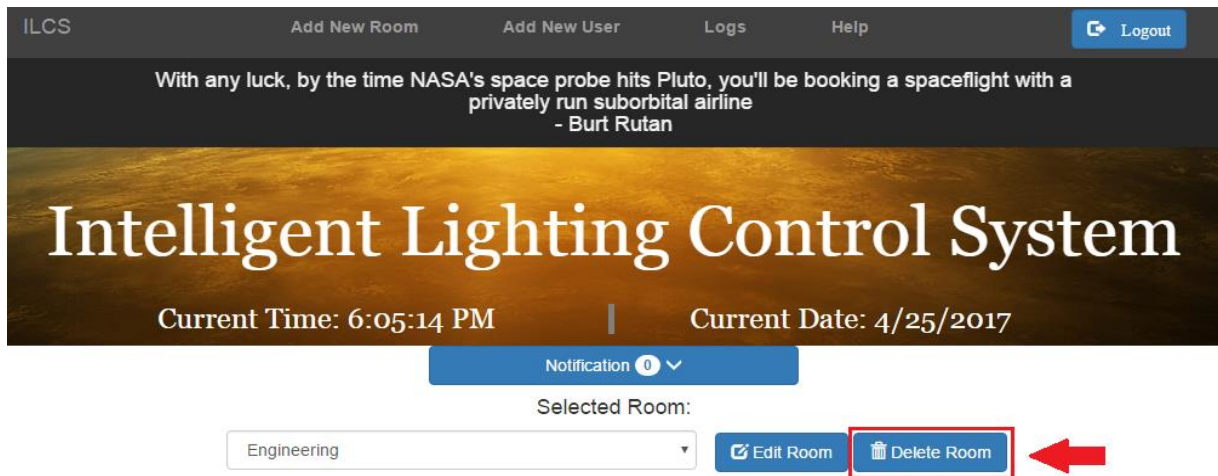 ILCS Add New Room Add New User Logs Help Logout
With any luck, by the time NASA's space probe hits Pluto, you'll be booking a spaceflight with a
privately run suborbital airline
- Burt Rutan
Intelligent Lighting Control System
Current Time: 6:05:14 PM | Current Date: 4/25/2017
Notification 0
Selected Room:
Engineering Edit Room Delete Room